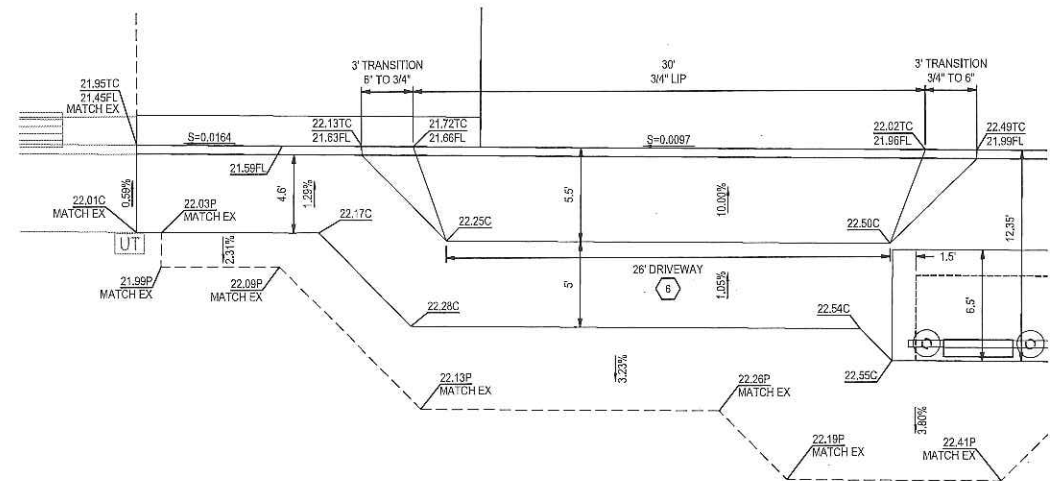 3' TRANSITION
6" TO 3/4"
30'
3/4" LIP
3' TRANSITION
3/4" TO 6"
21.95TC
21.45FL
MATCH EX
22.13TC
21.63FL
21.72TC
21.66FL
22.02TC
21.96FL
22.49TC
21.99FL
S=0.0164
S=0.0097
21.59FL
0.59%
4.6'
1.29%
5.5'
10.00%
12.35'
22.01C
MATCH EX
22.03P
MATCH EX
22.17C
22.25C
22.50C
UT
2.31%
26' DRIVEWAY
6
1.05%
5'
1.5'
6.5'
21.99P
MATCH EX
22.09P
MATCH EX
22.28C
22.54C
22.55C
3.23%
22.13P
MATCH EX
22.26P
MATCH EX
3.80%
22.19P
MATCH EX
22.41P
MATCH EX